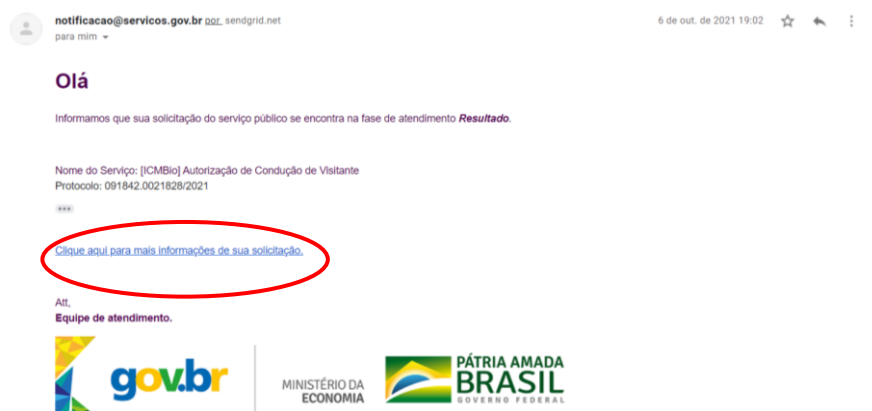 notificacao@servicos.gov.br por sendgrid.net
6 de out. de 2021 19:02
para mim
Olá
Informamos que sua solicitação do serviço público se encontra na fase de atendimento Resultado.
Nome do Serviço: [ICMBio] Autorização de Condução de Visitante
Protocolo: 091842.0021828/2021
Clique aqui para mais informações de sua solicitação.
Att,
Equipe de atendimento.
gov.br
MINISTÉRIO DA
ECONOMIA
PÁTRIA AMADA
BRASIL
GOVERNO FEDERAL